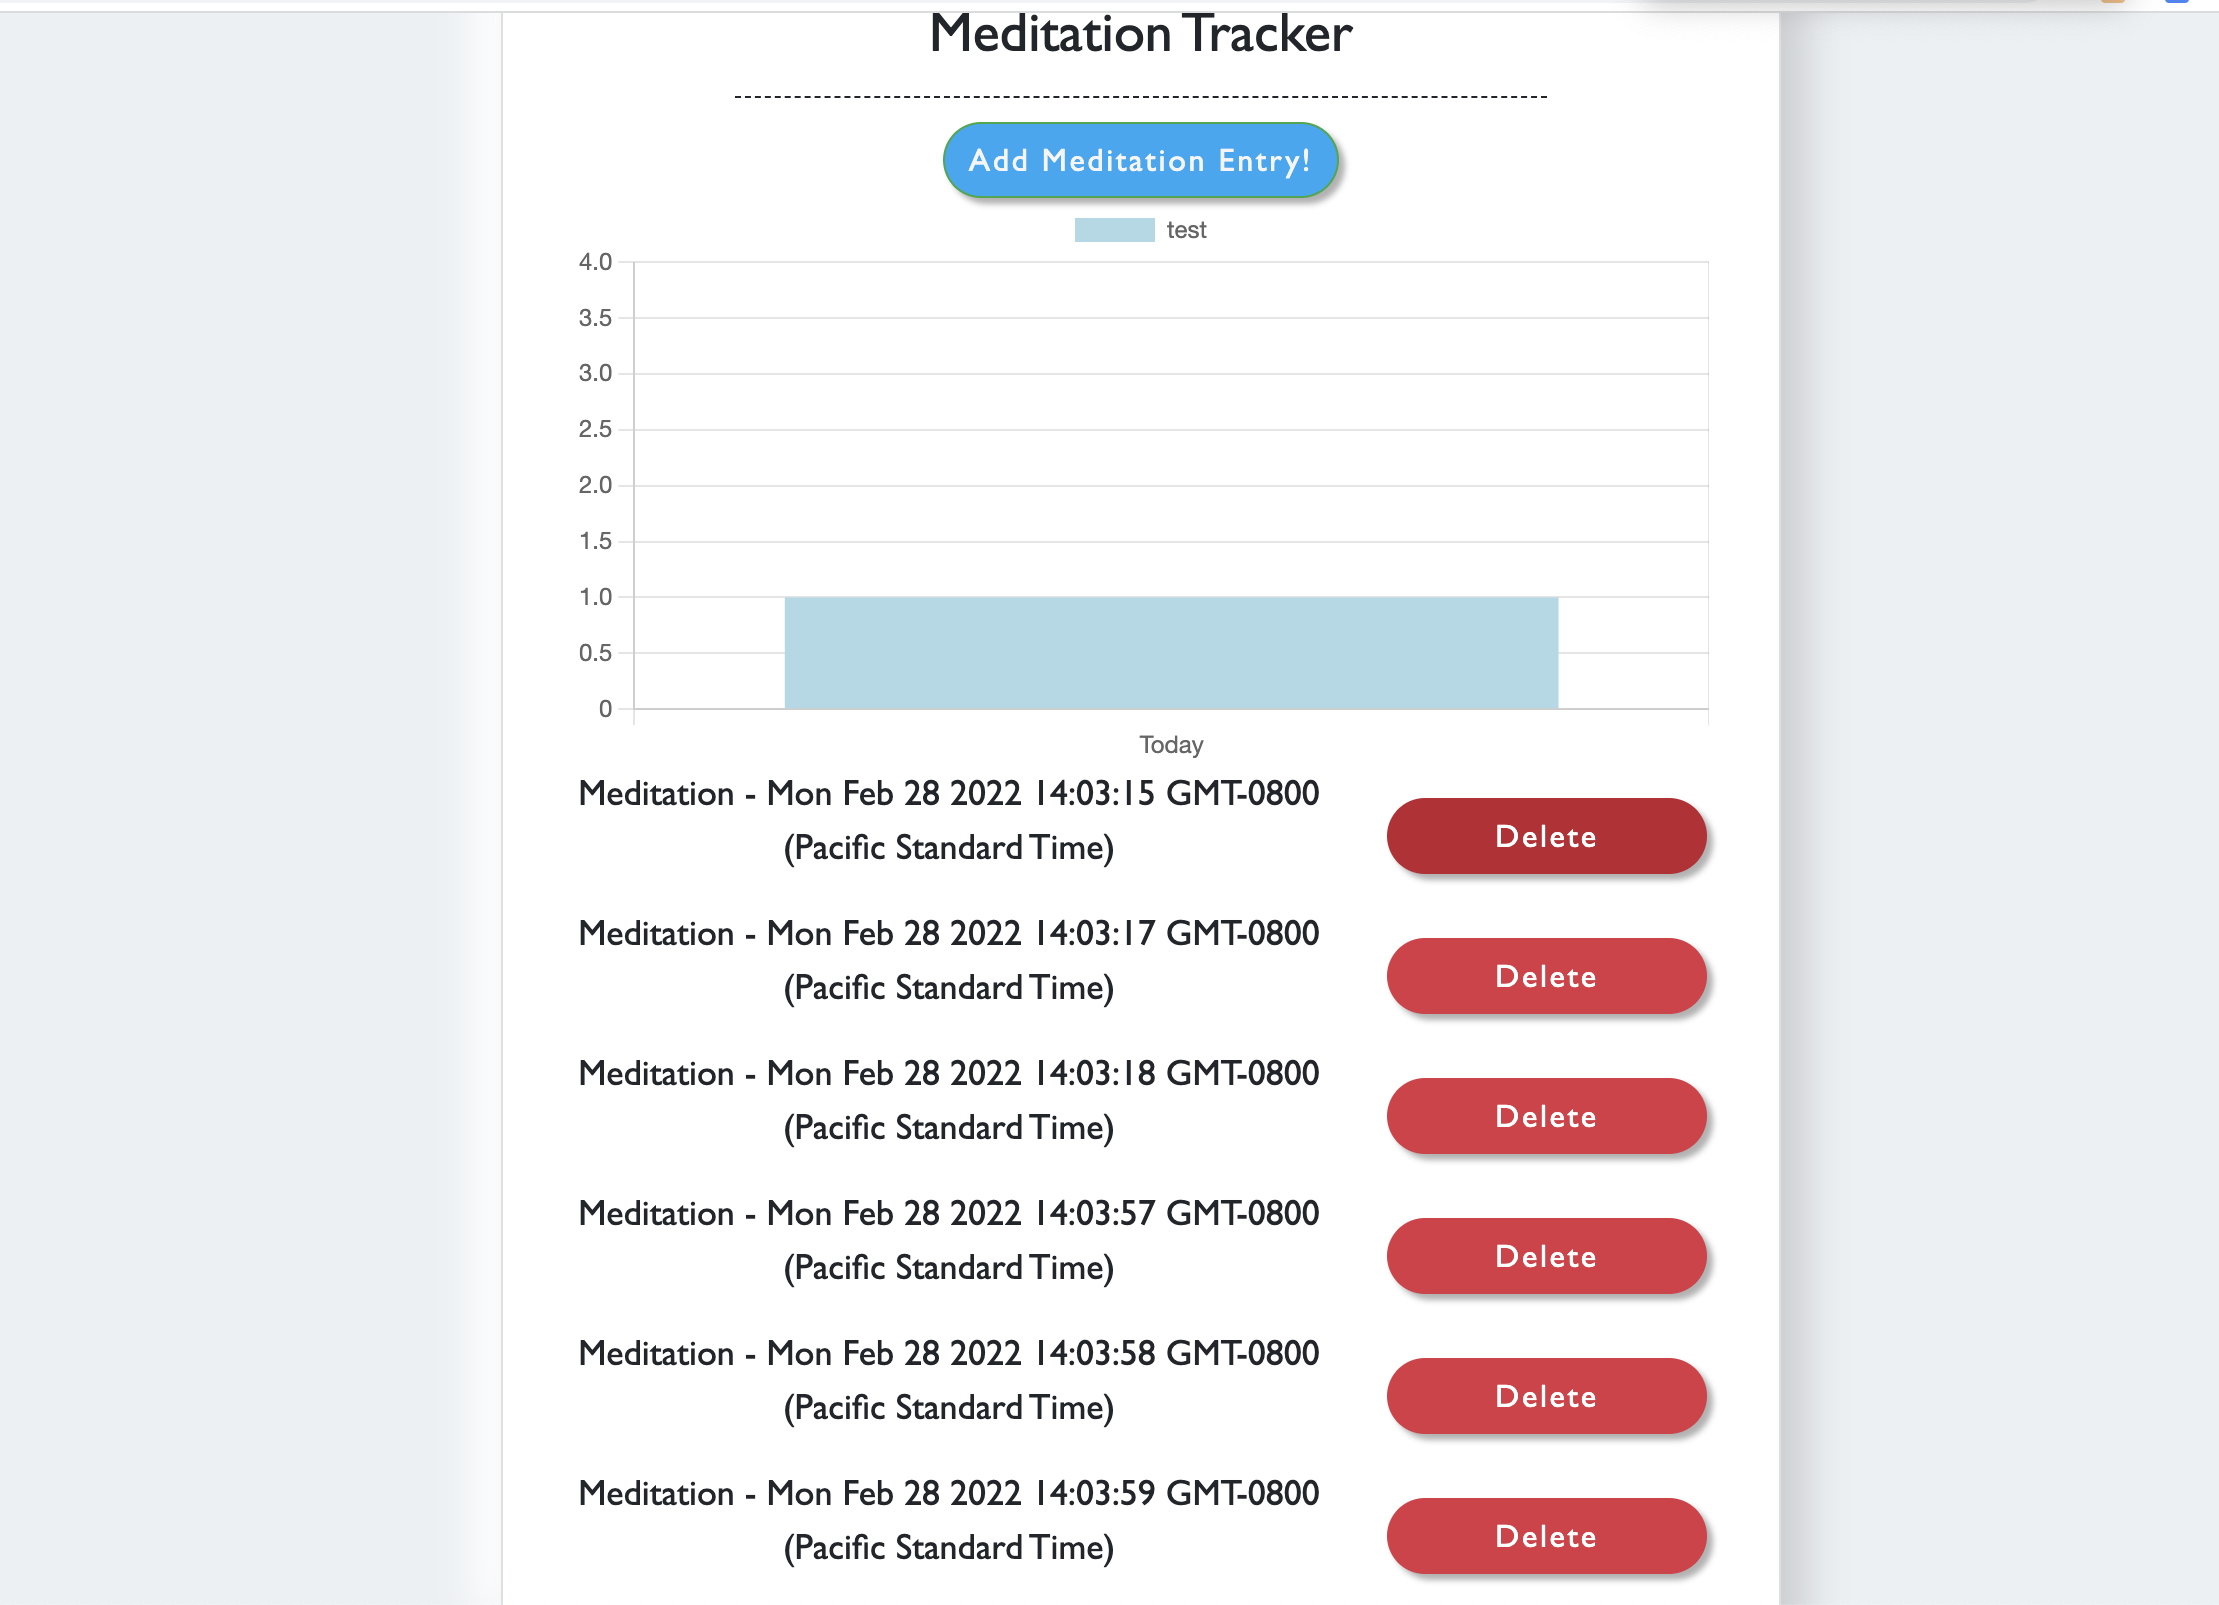 Meditation Tracker
Add Meditation Entry!
test
4.0
3.5
3.0
2.5
2.0
1.5
1.0
0.5
0
Today
Meditation - Mon Feb 28 2022 14:03:15 GMT-0800
(Pacific Standard Time)
Delete
Meditation - Mon Feb 28 2022 14:03:17 GMT-0800
(Pacific Standard Time)
Delete
Meditation - Mon Feb 28 2022 14:03:18 GMT-0800
(Pacific Standard Time)
Delete
Meditation - Mon Feb 28 2022 14:03:57 GMT-0800
(Pacific Standard Time)
Delete
Meditation - Mon Feb 28 2022 14:03:58 GMT-0800
(Pacific Standard Time)
Delete
Meditation - Mon Feb 28 2022 14:03:59 GMT-0800
(Pacific Standard Time)
Delete